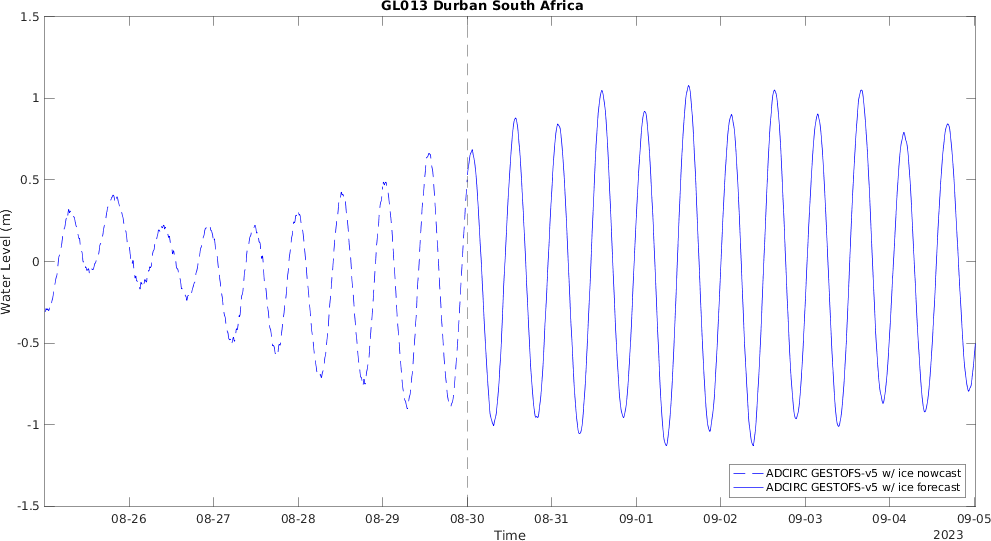 GL013 Durban South Africa
1.5
1
0.5
0
-0.5
-1
-1.5
Water Level (m)
08-26 08-27 08-28 08-29 08-30 08-31 09-01 09-02 09-03 09-04 09-05
Time
2023
ADCIRC GESTOFS-v5 w/ ice nowcast
ADCIRC GESTOFS-v5 w/ ice forecast